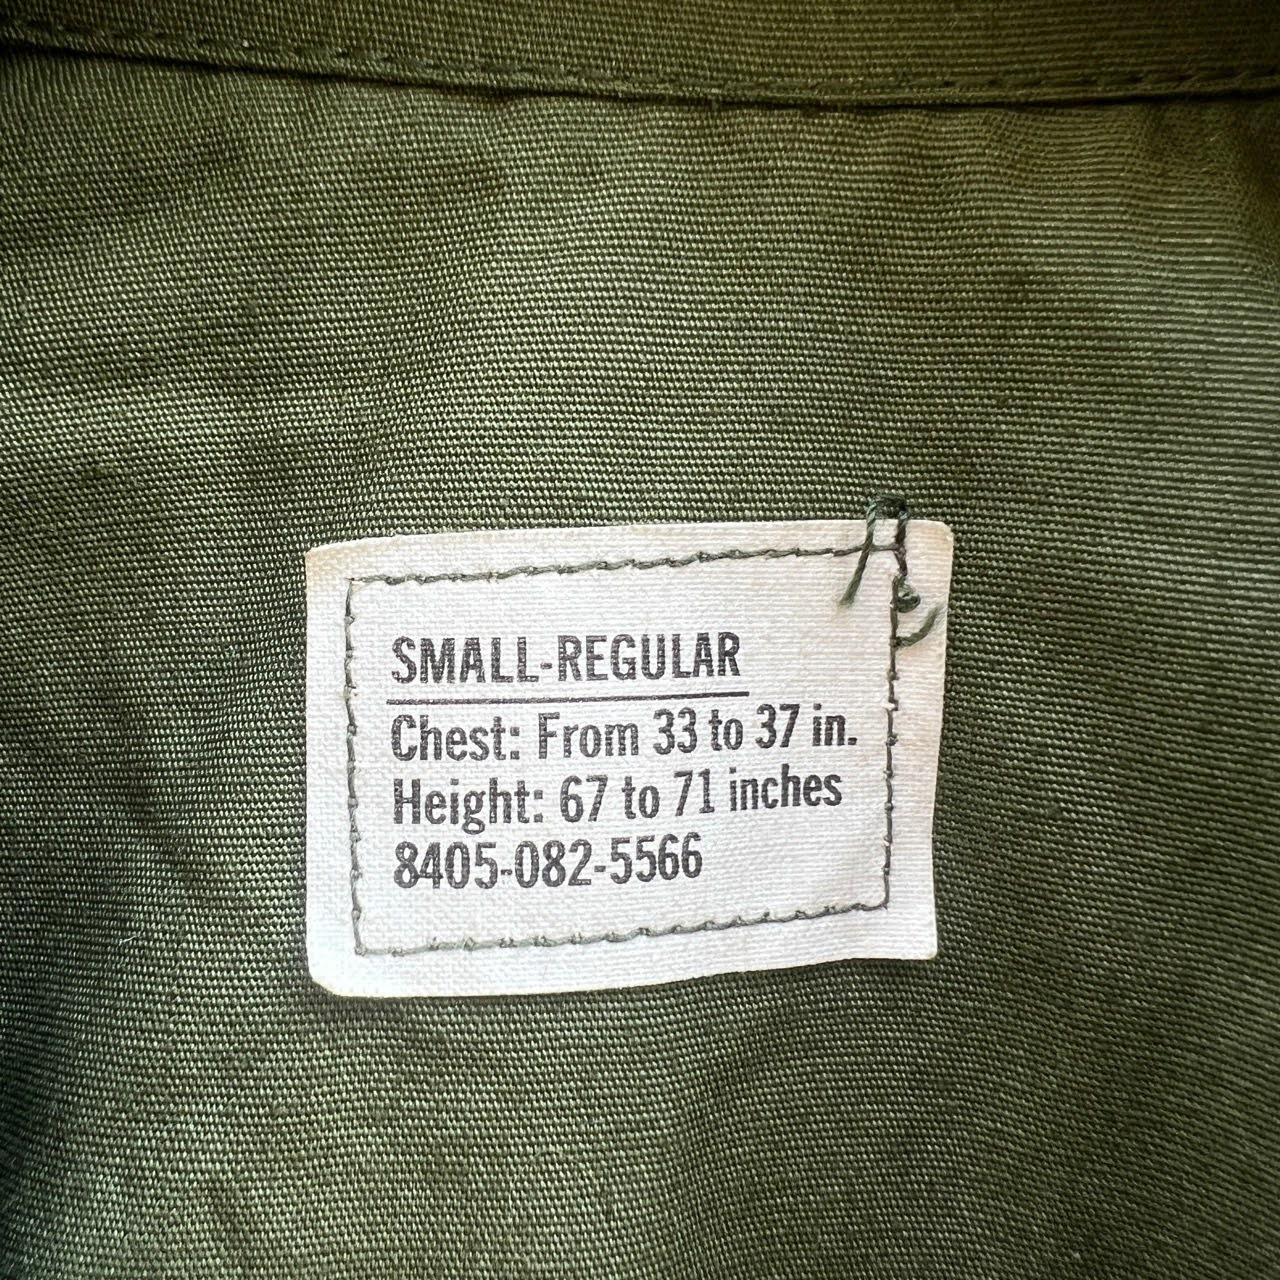 SMALL-REGULAR
Chest: From 33 to 37 in.
Height: 67 to 71 inches
8405-082-5566